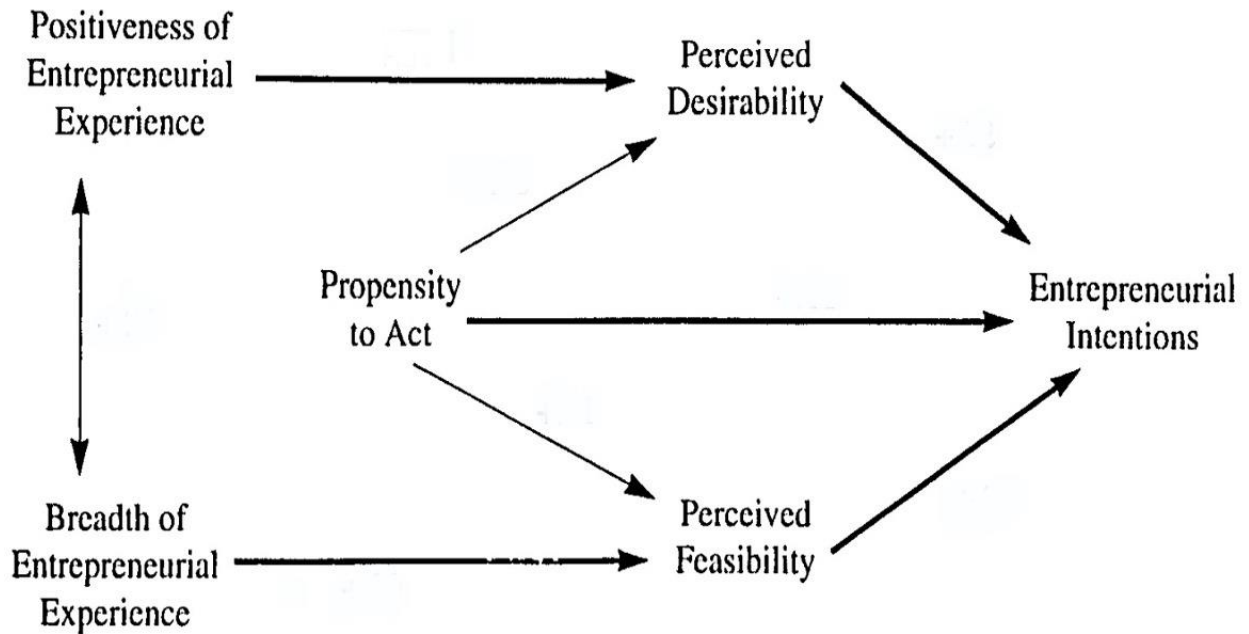 Positiveness of
Entrepreneurial
Experience
Perceived
Desirability
Propensity
to Act
Entrepreneurial
Intentions
Breadth of
Entrepreneurial
Experience
Perceived
Feasibility